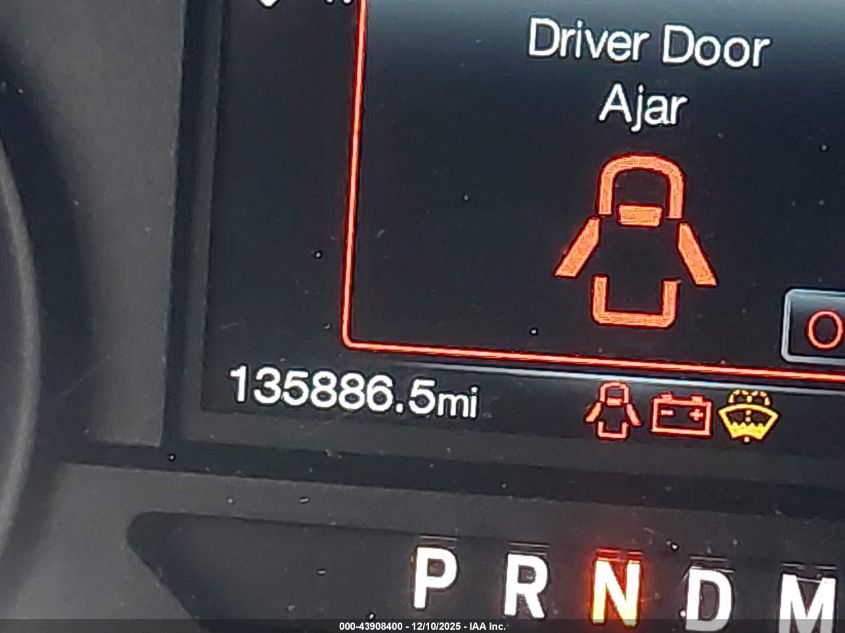 Driver Door
Ajar
O
135886.5mi
P R N D M
000-43908400 - 12/10/2025 - IAA Inc.